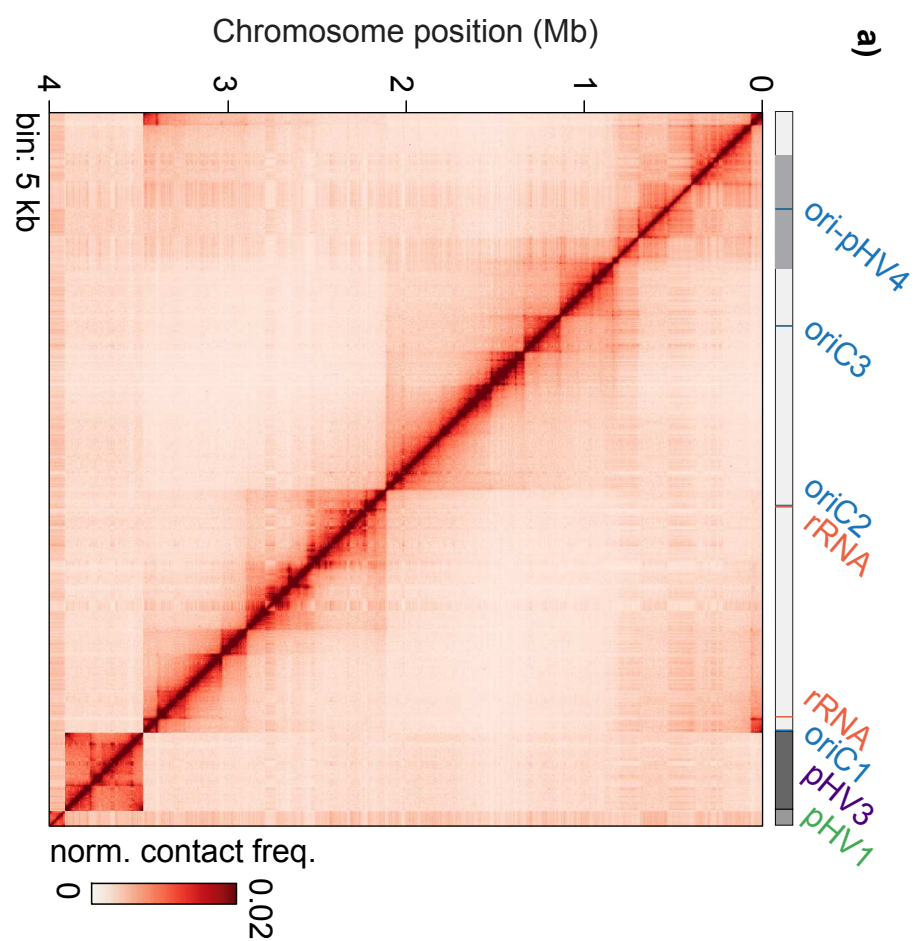 a)
Chromosome position (Mb)
4
3
2
1
0
bin: 5 kb
ori-pHV4
oriC3
oriC2
rRNA
rRNA
oriC1
pHV3
pHV1
norm. contact freq.
0
0.02